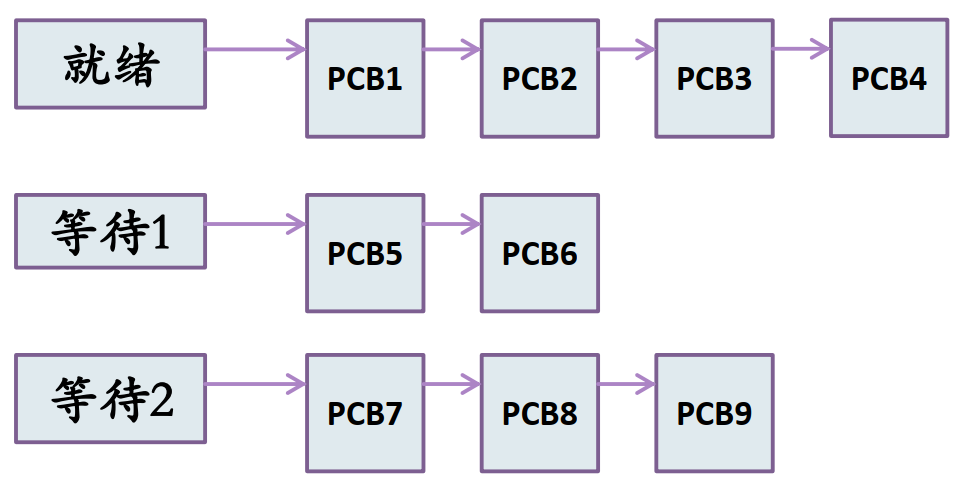 就绪 PCB1 PCB2 PCB3 PCB4
等待1 PCB5 PCB6
等待2 PCB7 PCB8 PCB9